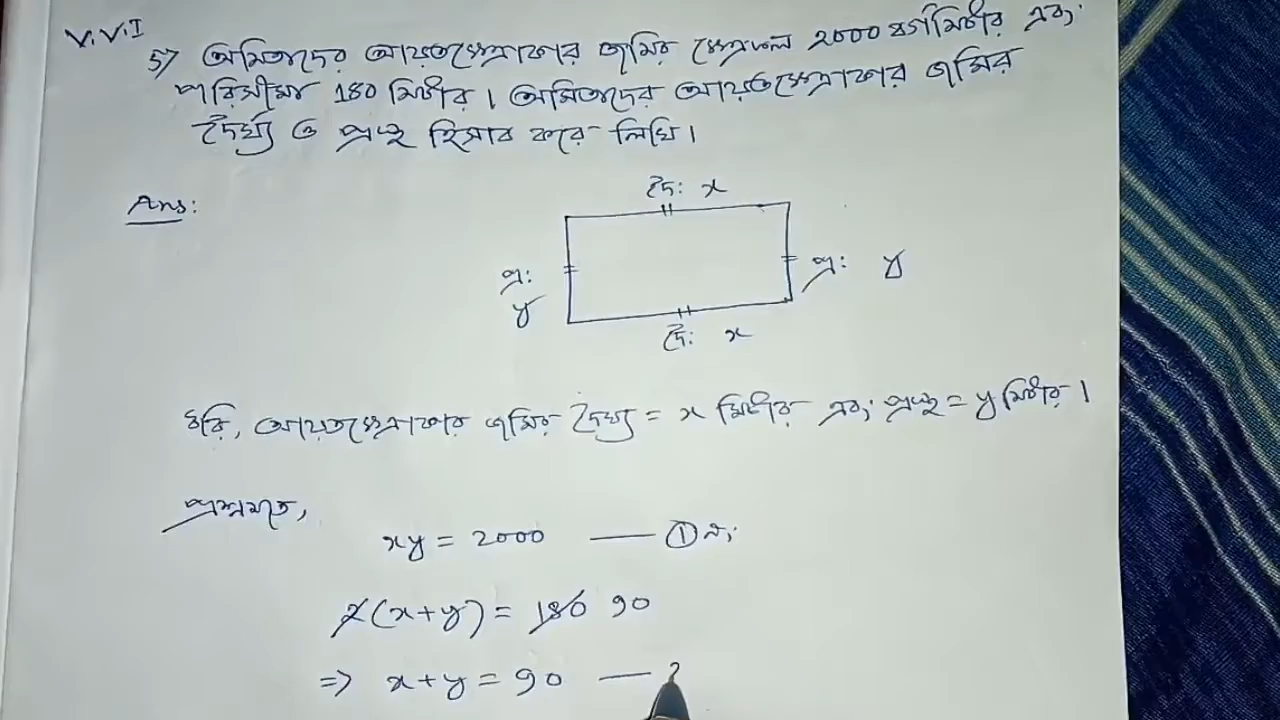 V.V.I
5) অমিতাদের আয়তক্ষেত্রাকার জমির ক্ষেত্রফল 2000 বর্গমিটার এবং
পরিসীমা 180 মিটার। অমিতাদের আয়তক্ষেত্রাকার জমির
দৈর্ঘ্য ও প্রস্থ হিসাব করে লিখি।
Ans:
দৈ: x
প্র: y
প্র: y
দৈ: x
ধরি, আয়তক্ষেত্রাকার জমির দৈর্ঘ্য = x মিটার এবং প্রস্থ = y মিটার।
প্রশ্নমতে,
xy = 2000 — ① নং
2(x+y) = 180 90
⇒ x+y = 90 — 2